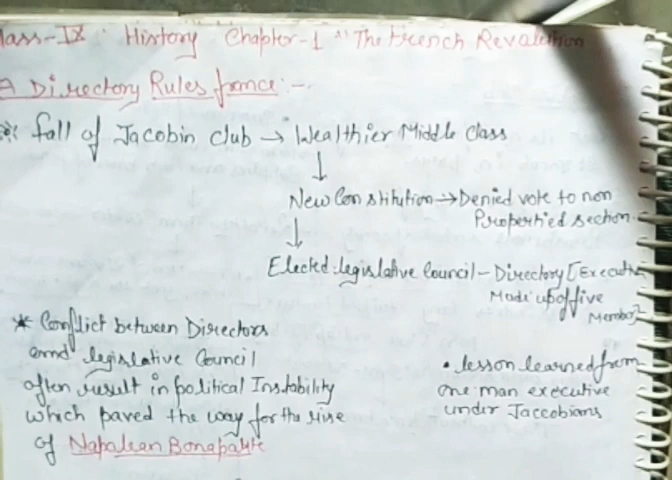 lass-IX History Chapter-1 "The French Revolution
A Directory Rules france:-
* fall of Jacobin club → Wealthier Middle class
↓
New Constitution → Denied vote to non
Propertied section.
↓
Elected legislative Council - Directory [Executiv
Made up of five
Member]
* Conflict between Directors
and legislative Council
often result in political Instability
which paved the way for the rise
of Napalean Bonaparte
• lesson learned from
one man executive
under Jaccobians